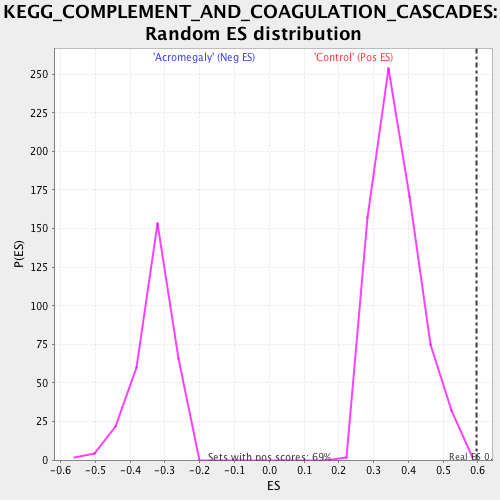 KEGG_COMPLEMENT_AND_COAGULATION_CASCADES:
Random ES distribution
'Acromegaly' (Neg ES) 'Control' (Pos ES)
250
225
200
175
150
125
100
75
50
25
0
P(ES)
Sets with pos scores: 69%
Real ES 0.
-0.6 -0.5 -0.4 -0.3 -0.2 -0.1 0.0 0.1 0.2 0.3 0.4 0.5 0.6
ES